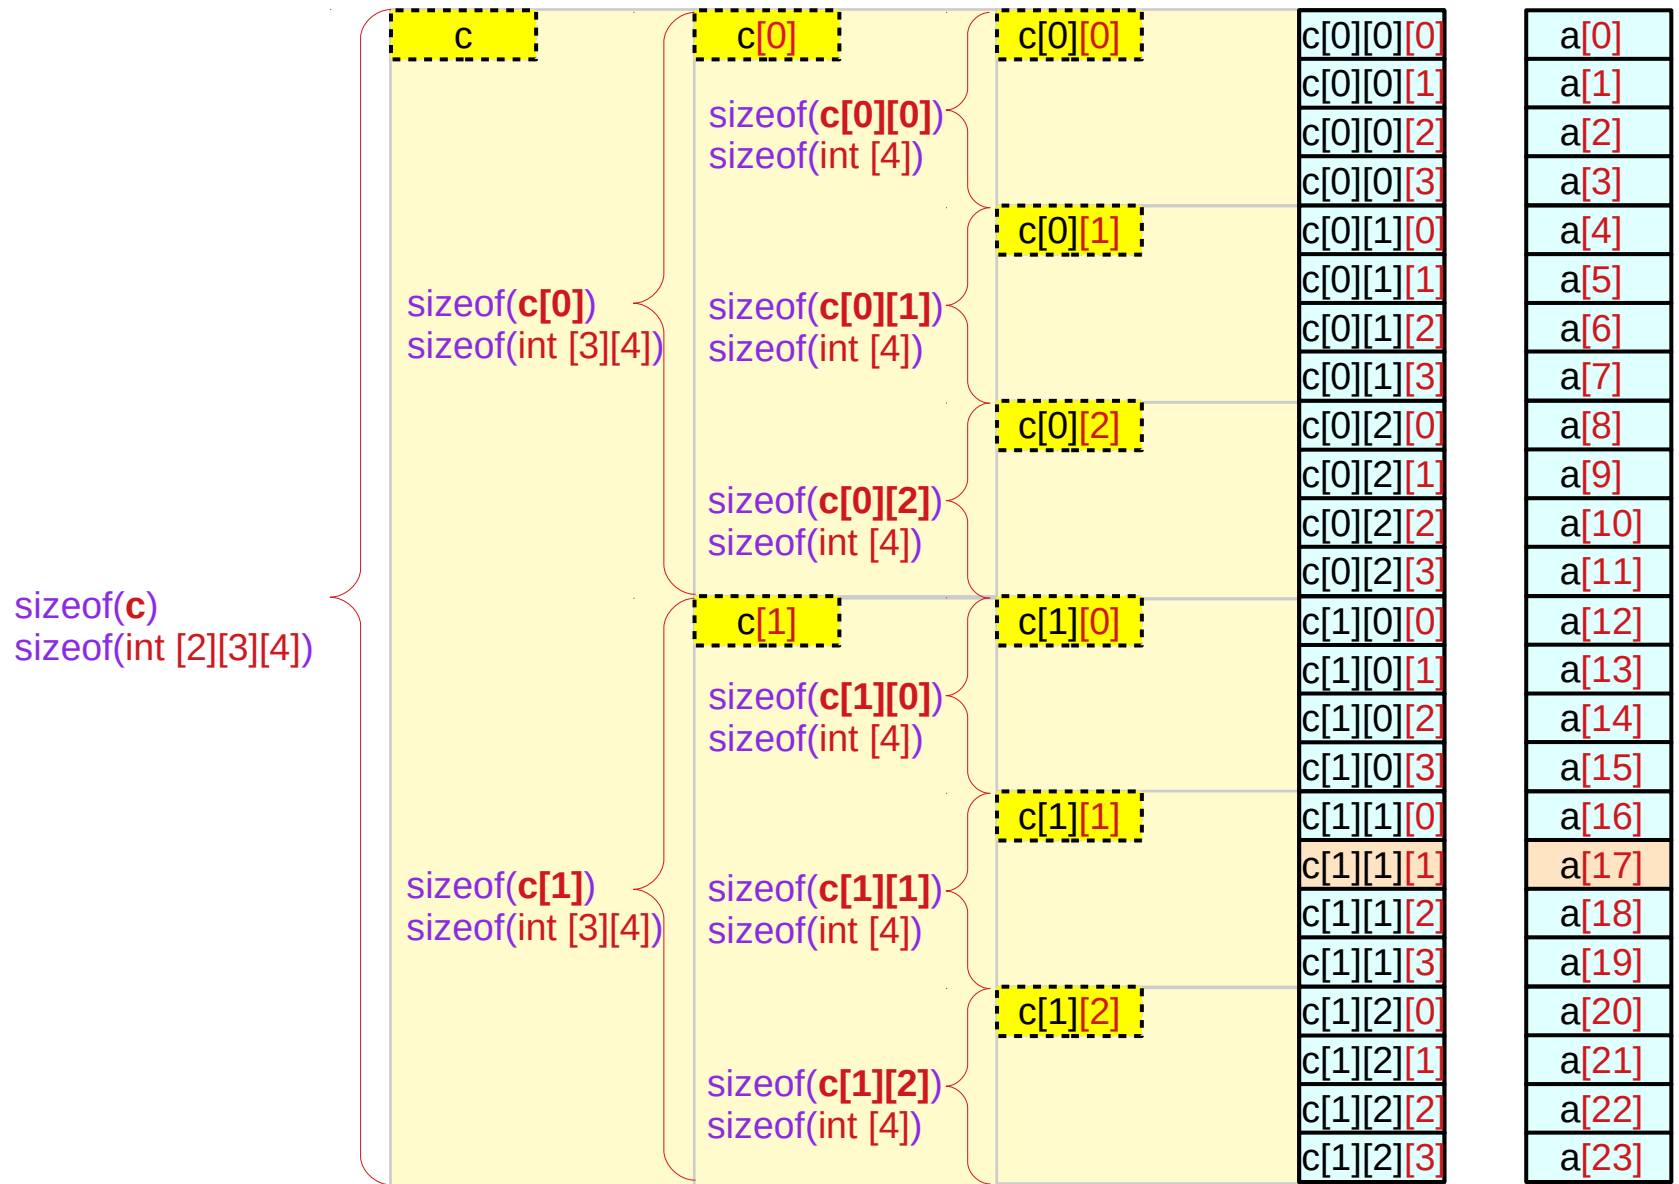 c
c[0]
c[0][0]
c[0][0][0]
a[0]
c[0][0][1]
a[1]
sizeof(c[0][0])
sizeof(int [4])
c[0][0][2]
a[2]
c[0][0][3]
a[3]
c[0][1]
c[0][1][0]
a[4]
c[0][1][1]
a[5]
sizeof(c[0])
sizeof(int [3][4])
sizeof(c[0][1])
sizeof(int [4])
c[0][1][2]
a[6]
c[0][1][3]
a[7]
c[0][2]
c[0][2][0]
a[8]
c[0][2][1]
a[9]
sizeof(c[0][2])
sizeof(int [4])
c[0][2][2]
a[10]
c[0][2][3]
a[11]
sizeof(c)
sizeof(int [2][3][4])
c[1]
c[1][0]
c[1][0][0]
a[12]
c[1][0][1]
a[13]
sizeof(c[1][0])
sizeof(int [4])
c[1][0][2]
a[14]
c[1][0][3]
a[15]
c[1][1]
c[1][1][0]
a[16]
c[1][1][1]
a[17]
sizeof(c[1])
sizeof(int [3][4])
sizeof(c[1][1])
sizeof(int [4])
c[1][1][2]
a[18]
c[1][1][3]
a[19]
c[1][2]
c[1][2][0]
a[20]
c[1][2][1]
a[21]
sizeof(c[1][2])
sizeof(int [4])
c[1][2][2]
a[22]
c[1][2][3]
a[23]